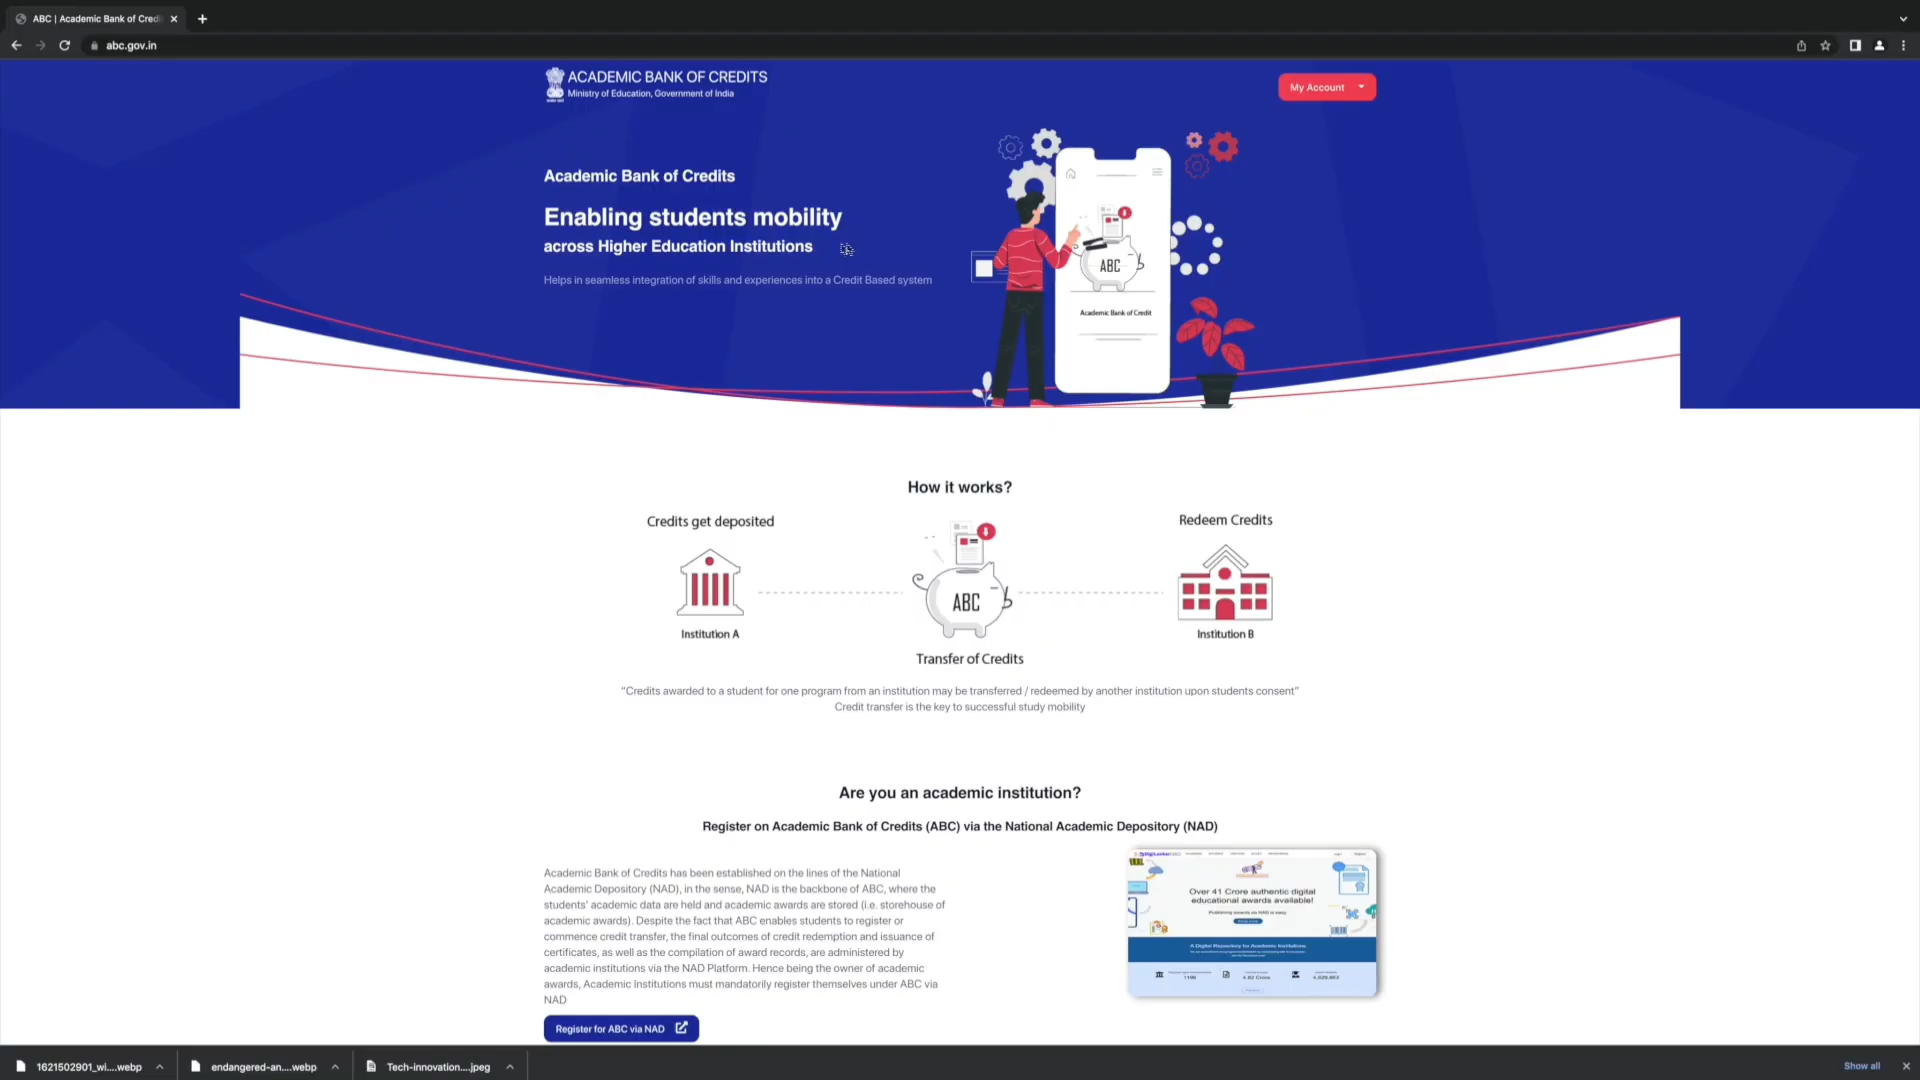 ABC | Academic Bank of Credi
abc.gov.in
ACADEMIC BANK OF CREDITS
Ministry of Education, Government of India
My Account
Academic Bank of Credits
Enabling students mobility
across Higher Education Institutions
Helps in seamless integration of skills and experiences into a Credit Based system
ABC
Academic Bank of Credit
How it works?
Credits get deposited
Redeem Credits
ABC
Institution A
Institution B
Transfer of Credits
"Credits awarded to a student for one program from an institution may be transferred / redeemed by another institution upon students consent"
Credit transfer is the key to successful study mobility
Are you an academic institution?
Register on Academic Bank of Credits (ABC) via the National Academic Depository (NAD)
Academic Bank of Credits has been established on the lines of the National
Academic Depository (NAD), in the sense, NAD is the backbone of ABC, where the
students' academic data are held and academic awards are stored (i.e. storehouse of
academic awards). Despite the fact that ABC enables students to register or
commence credit transfer, the final outcomes of credit redemption and issuance of
certificates, as well as the compilation of award records, are administered by
academic institutions via the NAD Platform. Hence being the owner of academic
awards, Academic Institutions must mandatorily register themselves under ABC via
NAD
Over 41 Crore authentic digital
educational awards available!
Publishing awards via NAD is easy
A Digital Repository for Academic Institutions
Register for ABC via NAD
1621502901_wi....webp
endangered-an....webp
Tech-innovation....jpeg
Show all